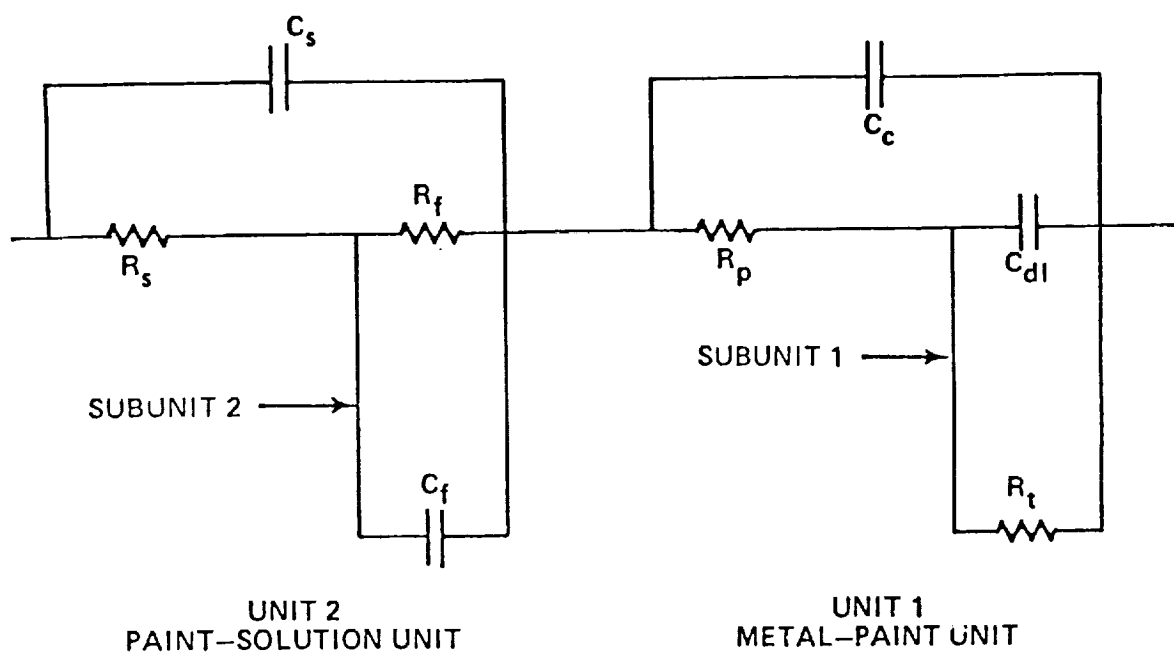 C_s
C_c
R_f
R_s
R_p
C_dl
SUBUNIT 1
SUBUNIT 2
C_f
R_t
UNIT 2
PAINT–SOLUTION UNIT
UNIT 1
METAL–PAINT UNIT